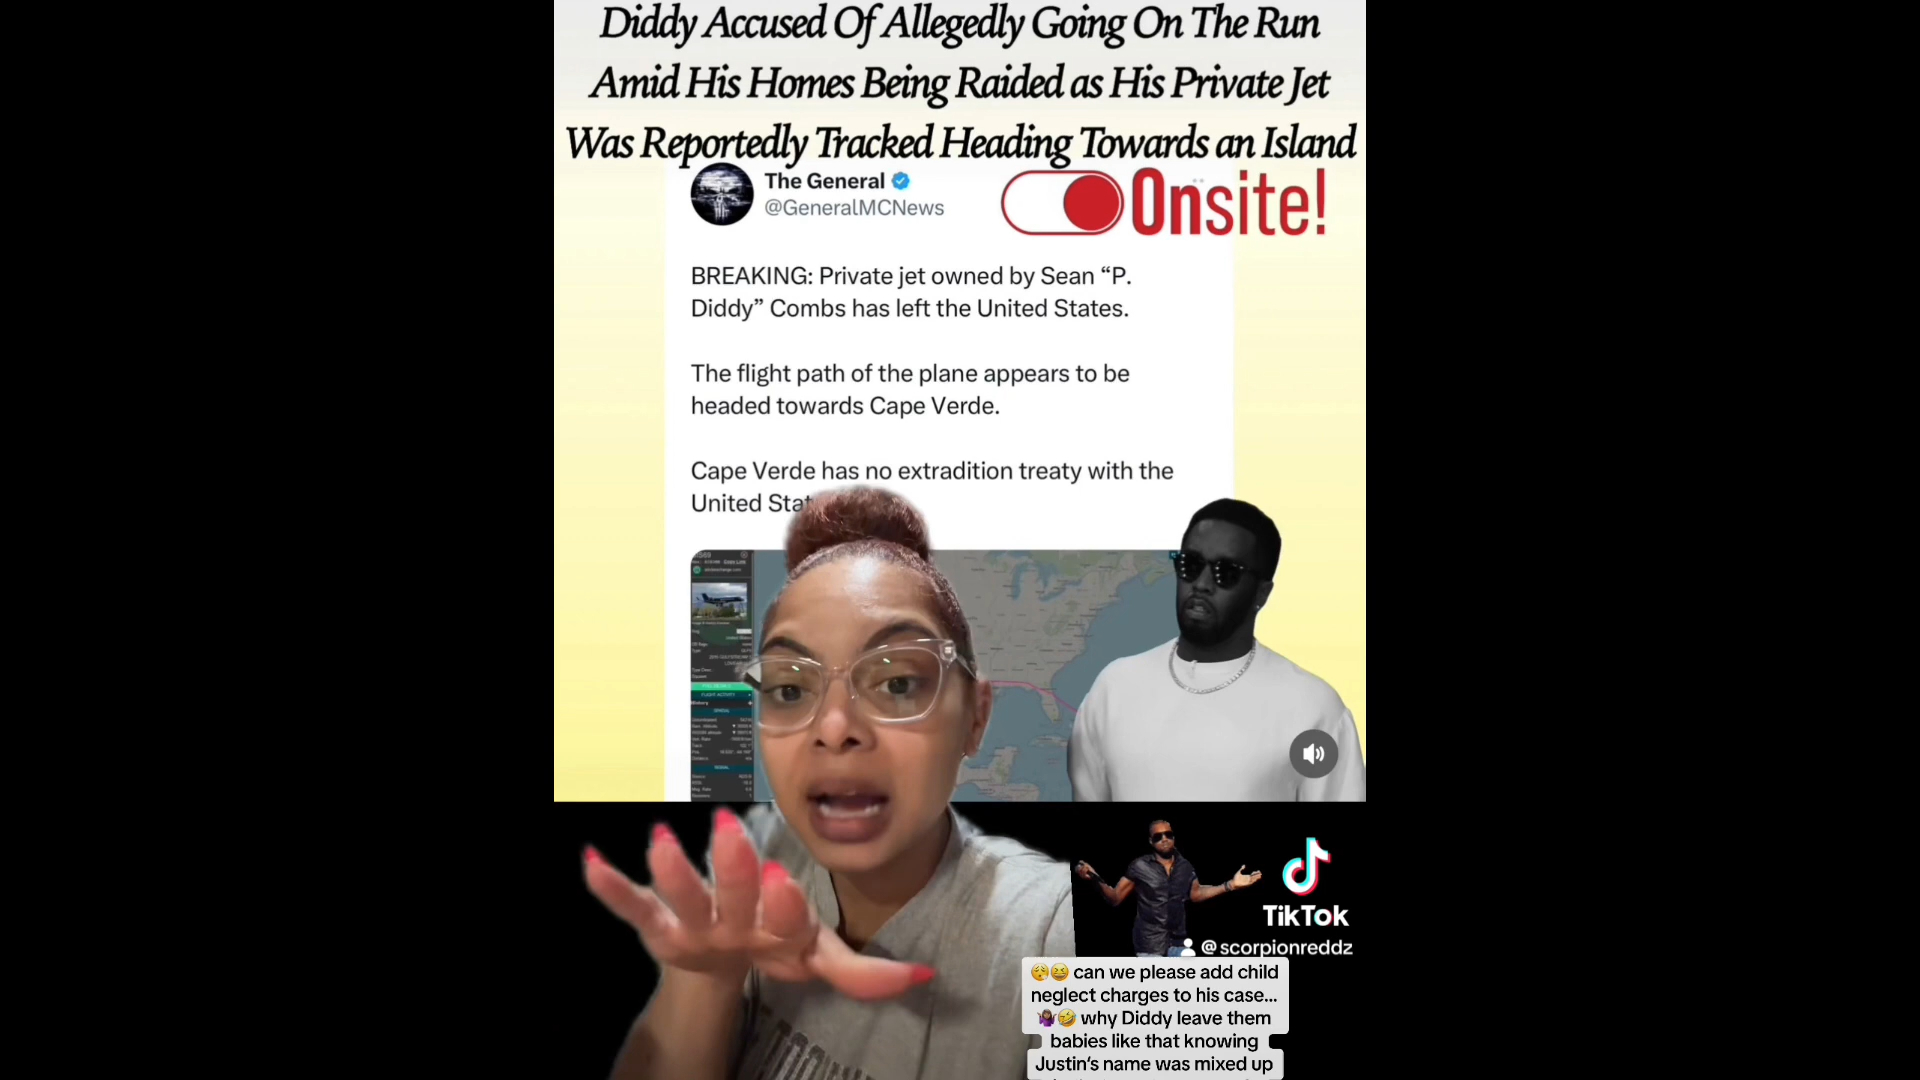 Diddy Accused Of Allegedly Going On The Run
Amid His Homes Being Raided as His Private Jet
Was Reportedly Tracked Heading Towards an Island
The General
@GeneralMCNews
Onsite!
BREAKING: Private jet owned by Sean “P.
Diddy” Combs has left the United States.
The flight path of the plane appears to be
headed towards Cape Verde.
Cape Verde has no extradition treaty with the
United
TikTok
@scorpionreddz
😮‍💨😆 can we please add child
neglect charges to his case...
🤷🏽‍♀️🤣 why Diddy leave them
babies like that knowing
Justin’s name was mixed up